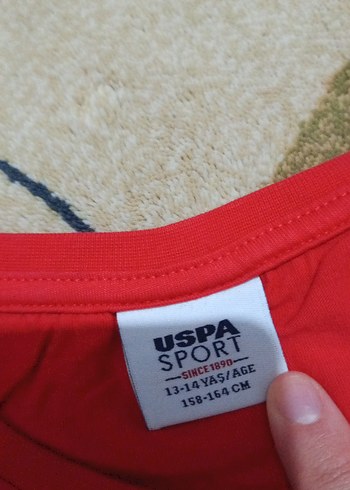 USPA
SPORT
SINCE 1890
13-14 YAŞ/AGE
158-164 CM